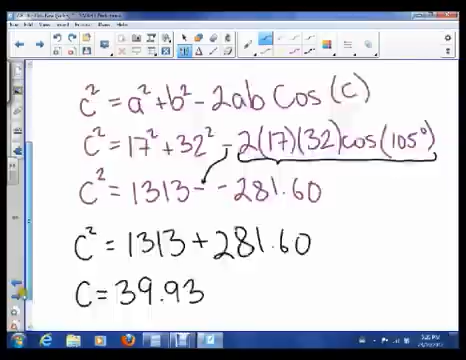 c² = a² + b² - 2ab Cos (C)
c² = 17² + 32² - 2(17)(32)cos(105°)
c² = 1313 - -281.60
c² = 1313 + 281.60
c = 39.93